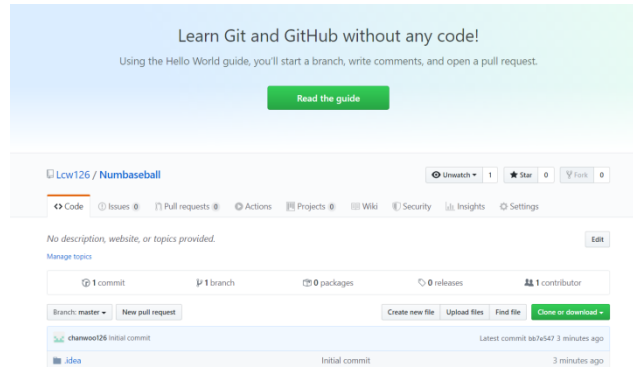 Learn Git and GitHub without any code!
Using the Hello World guide, you'll start a branch, write comments, and open a pull request.
Read the guide
Lcw126 / Numbaseball
Unwatch 1 Star 0 Fork 0
Code Issues 0 Pull requests 0 Actions Projects 0 Wiki Security Insights Settings
No description, website, or topics provided. Edit
Manage topics
1 commit 1 branch 0 packages 0 releases 1 contributor
Branch: master New pull request Create new file Upload files Find file Clone or download
chanwoo126 Initial commit Latest commit bb7a547 3 minutes ago
.idea Initial commit 3 minutes ago